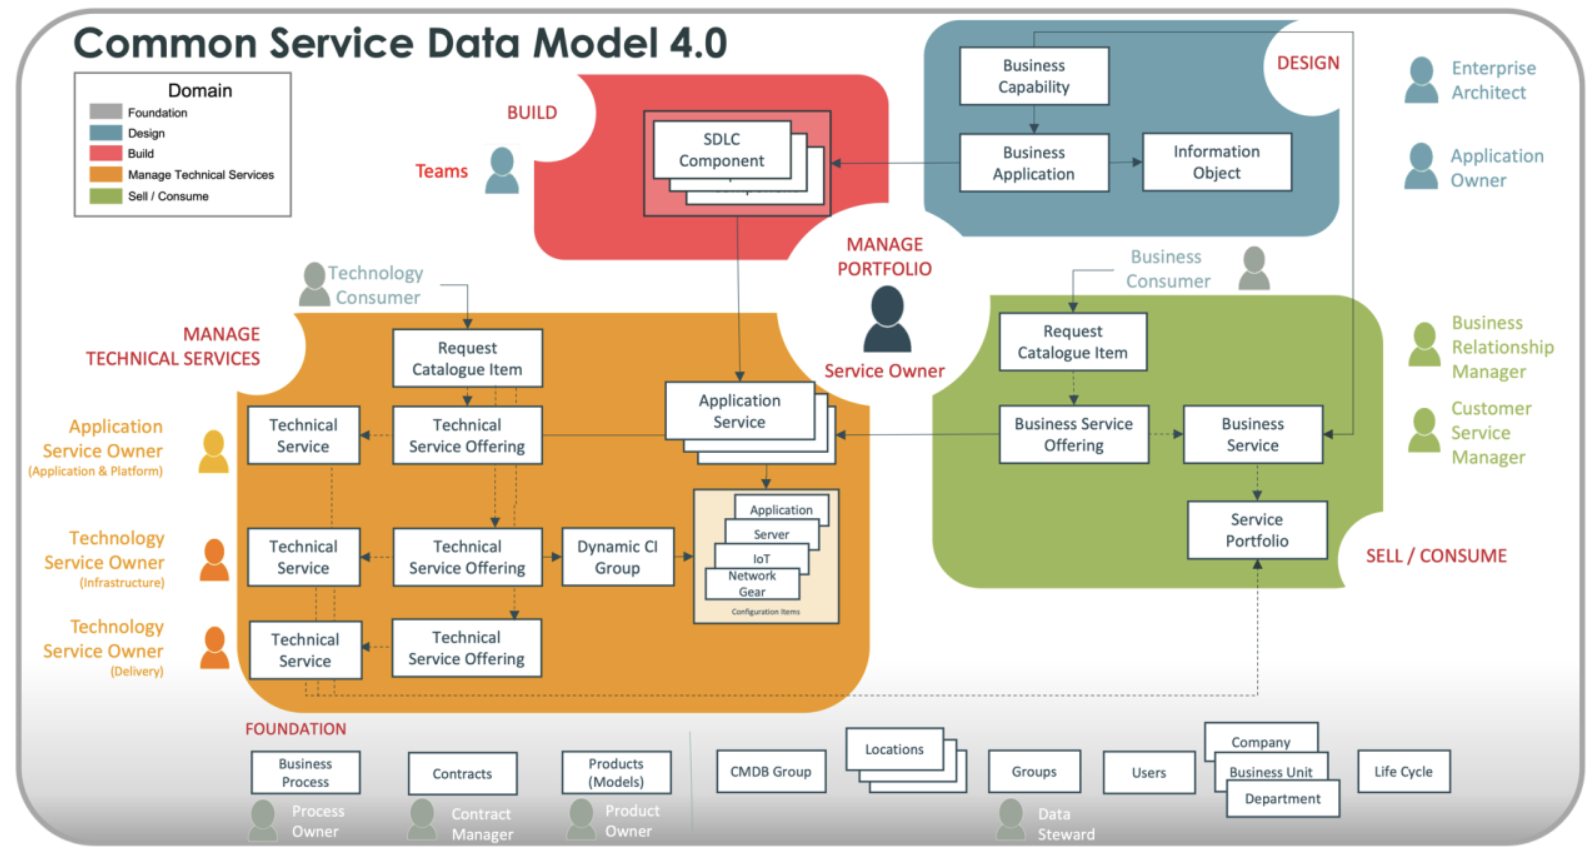 Common Service Data Model 4.0
Domain
Foundation
Design
Build
Manage Technical Services
Sell / Consume
BUILD
Teams
SDLC
Component
DESIGN
Business
Capability
Business
Application
Information
Object
Enterprise
Architect
Application
Owner
MANAGE
PORTFOLIO
Service Owner
Technology
Consumer
Business
Consumer
MANAGE
TECHNICAL SERVICES
Request
Catalogue Item
Application
Service Owner
(Application & Platform)
Technical
Service
Technical
Service Offering
Application
Service
Technology
Service Owner
(Infrastructure)
Technical
Service
Technical
Service Offering
Dynamic CI
Group
Application
Server
IoT
Network
Gear
Configuration Items
Technology
Service Owner
(Delivery)
Technical
Service
Technical
Service Offering
Request
Catalogue Item
Business Service
Offering
Business
Service
Service
Portfolio
SELL / CONSUME
Business
Relationship
Manager
Customer
Service
Manager
FOUNDATION
Business
Process
Contracts
Products
(Models)
CMDB Group
Locations
Groups
Users
Company
Business Unit
Department
Life Cycle
Process
Owner
Contract
Manager
Product
Owner
Data
Steward